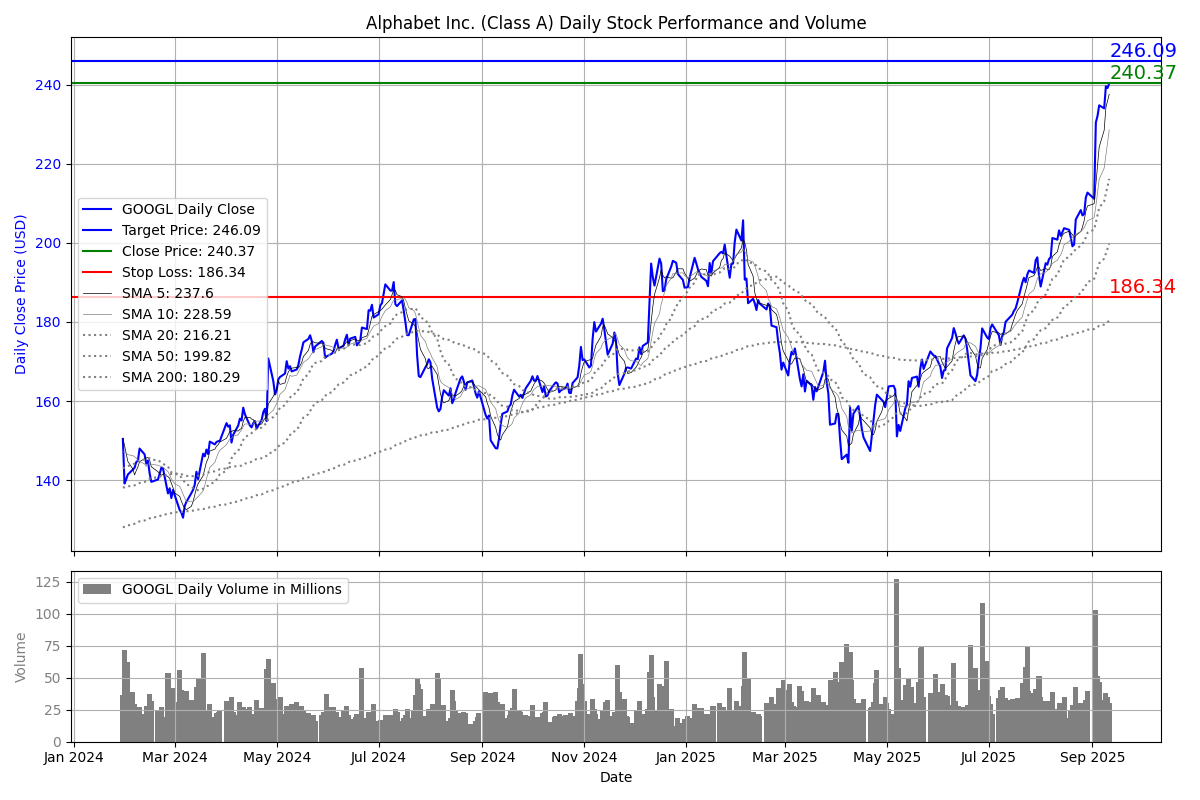 Alphabet Inc. (Class A) Daily Stock Performance and Volume
246.09
240.37
186.34
Daily Close Price (USD)
240
220
200
180
160
140
GOOGL Daily Close
Target Price: 246.09
Close Price: 240.37
Stop Loss: 186.34
SMA 5: 237.6
SMA 10: 228.59
SMA 20: 216.21
SMA 50: 199.82
SMA 200: 180.29
Volume
125
100
75
50
25
0
GOOGL Daily Volume in Millions
Jan 2024 Mar 2024 May 2024 Jul 2024 Sep 2024 Nov 2024 Jan 2025 Mar 2025 May 2025 Jul 2025 Sep 2025
Date